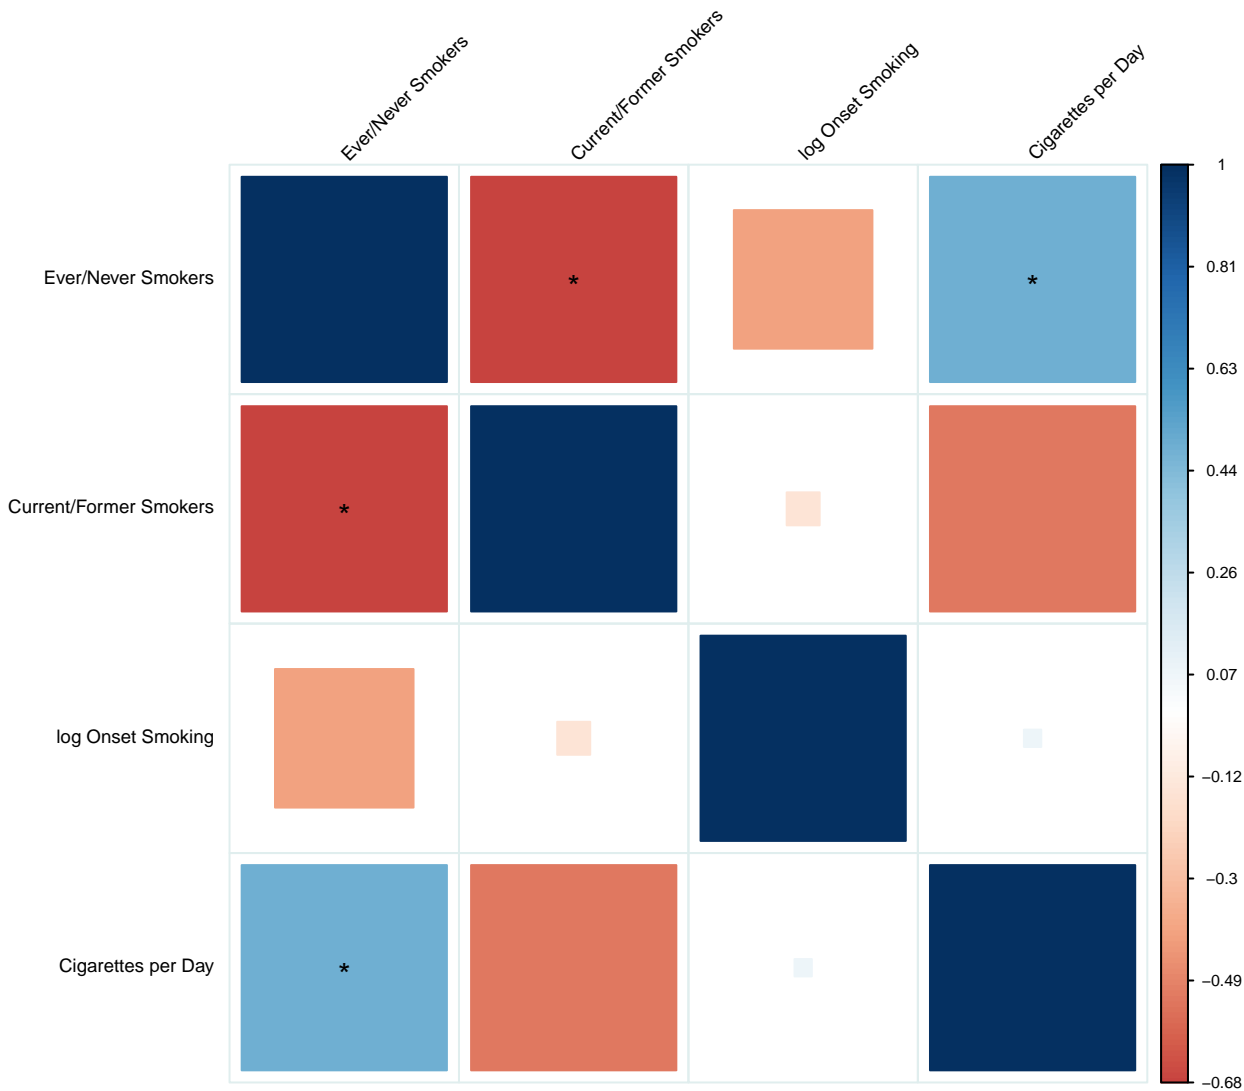 Ever/Never Smokers
Current/Former Smokers
log Onset Smoking
Cigarettes per Day
Ever/Never Smokers
*
*
Current/Former Smokers
*
log Onset Smoking
Cigarettes per Day
*
1
0.81
0.63
0.44
0.26
0.07
−0.12
−0.3
−0.49
−0.68